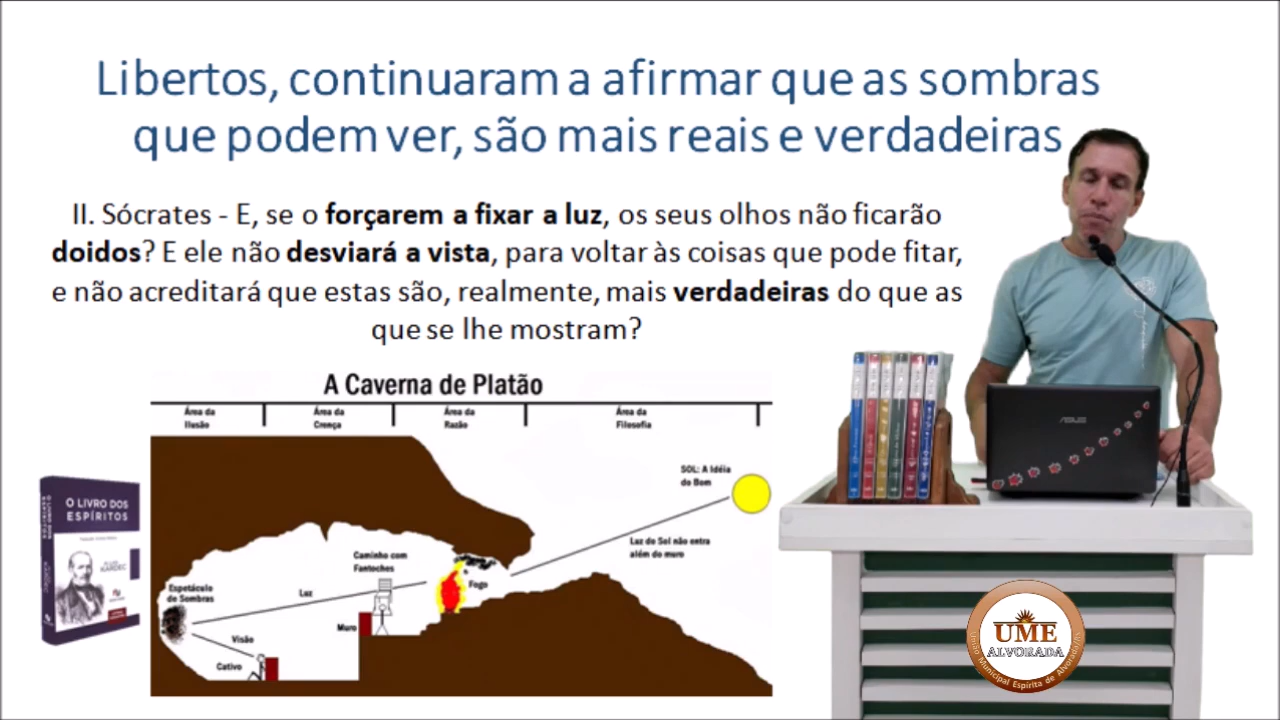 Libertos, continuaram a afirmar que as sombras
que podem ver, são mais reais e verdadeiras
II. Sócrates - E, se o forçarem a fixar a luz, os seus olhos não ficarão
doidos? E ele não desviará a vista, para voltar às coisas que pode fitar,
e não acreditará que estas são, realmente, mais verdadeiras do que as
que se lhe mostram?
A Caverna de Platão
Área da
Ilusão
Área da
Crença
Área da
Razão
Área da
Filosofia
SOL: A Idéia
do Bom
Luz do Sol não entra
além do muro
Caminho com
Fantoches
Fogo
Luz
Espetáculo
de Sombras
Muro
Visão
Cativo
O LIVRO DOS
ESPÍRITOS
ASUS
UME
ALVORADA
União Municipal Espírita de Alvorada/RS